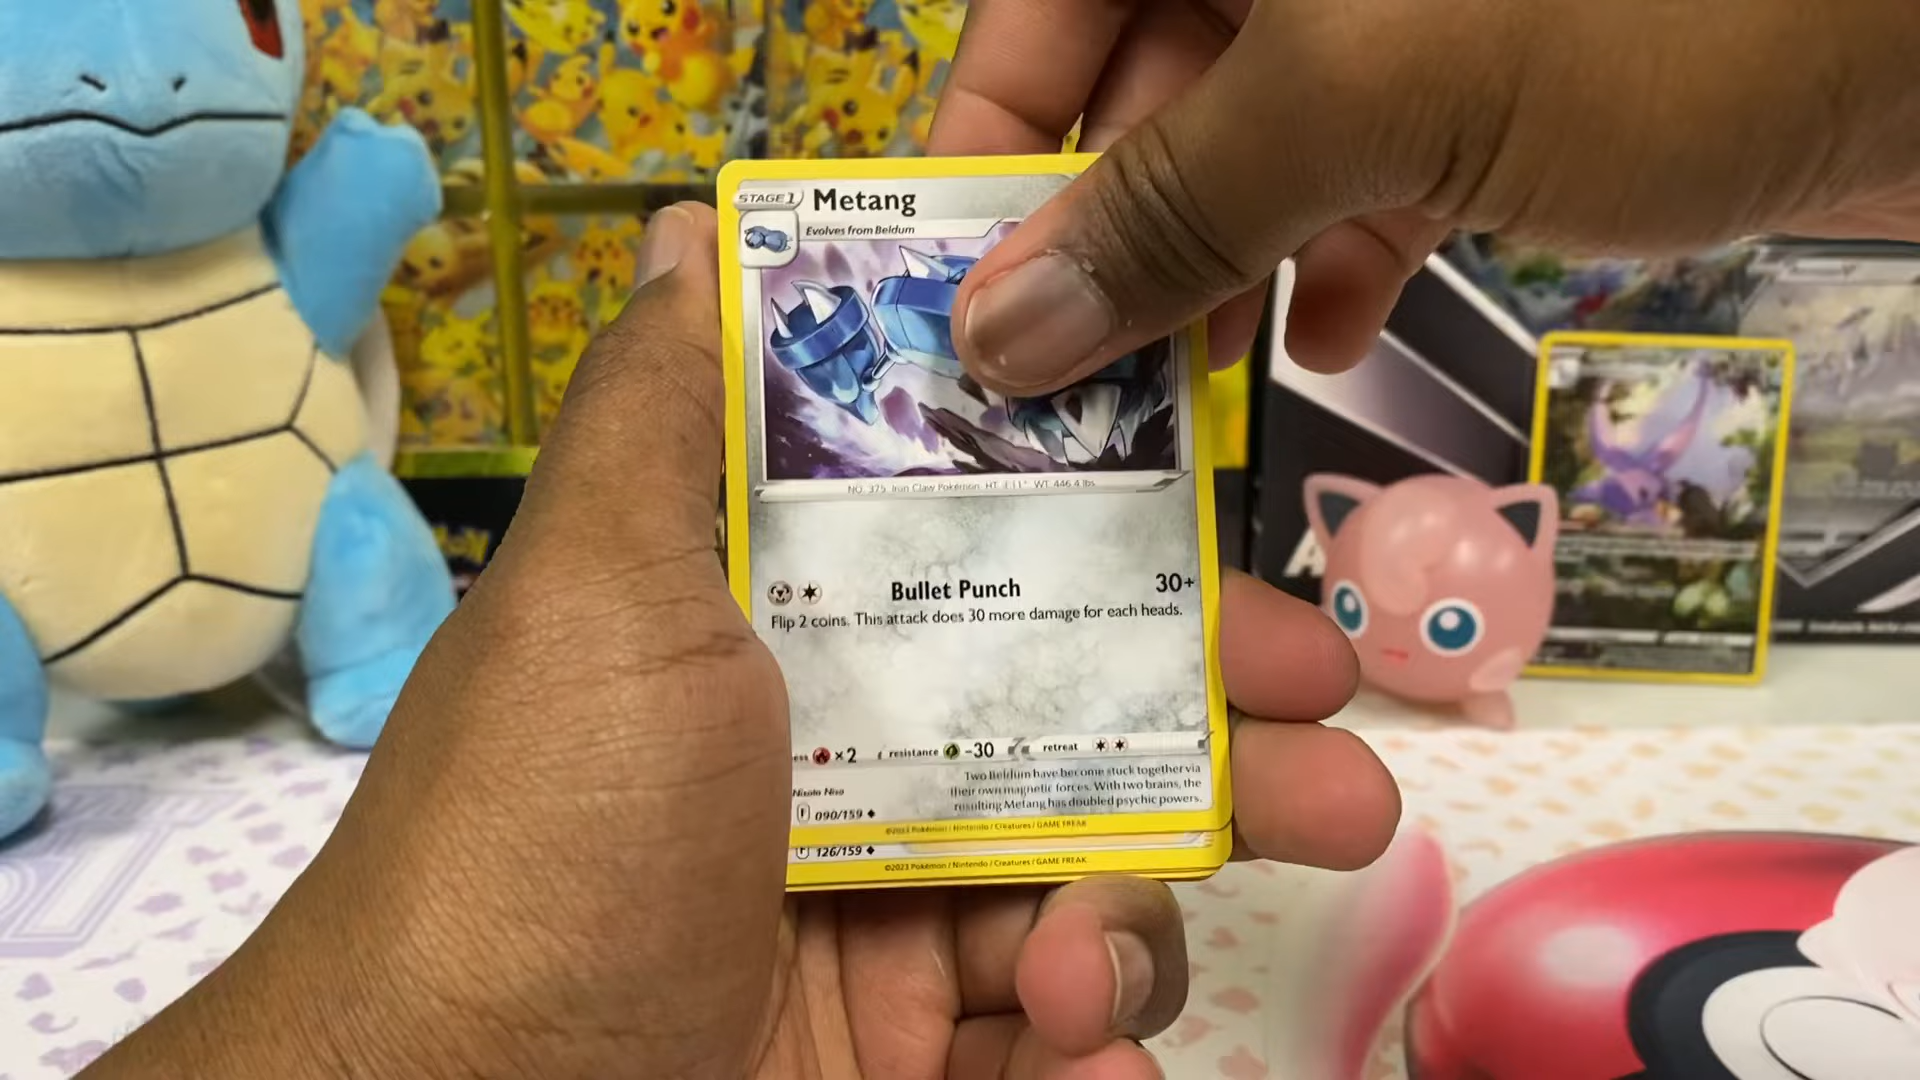 STAGE 1
Metang
Evolves from Beldum
NO. 375 Iron Claw Pokémon HT 3'11" WT. 446.4 lbs
Bullet Punch 30+
Flip 2 coins. This attack does 30 more damage for each heads.
ess ×2 resistance -30 retreat
Two Beldum have become stuck together via
their own magnetic forces. With two brains, the
resulting Metang has doubled psychic powers.
Nisota Niso
F 090/159
©2023 Pokémon / Nintendo / Creatures / GAME FREAK
F 126/159
©2023 Pokémon / Nintendo / Creatures / GAME FREAK